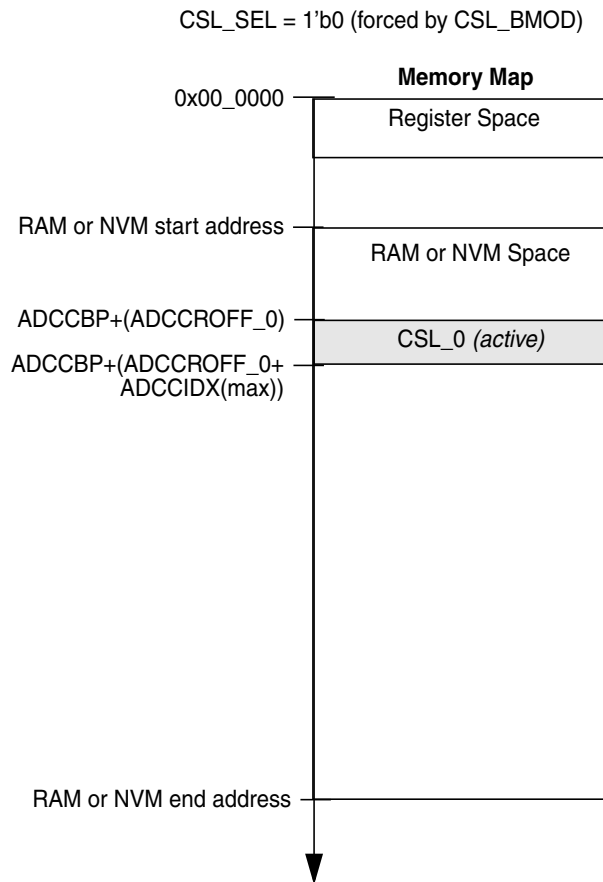 CSL_SEL = 1'b0 (forced by CSL_BMOD)
Memory Map
0x00_0000
Register Space
RAM or NVM start address
RAM or NVM Space
ADCCBP+(ADCCROFF_0)
CSL_0 (active)
ADCCBP+(ADCCROFF_0+
ADCCIDX(max))
RAM or NVM end address